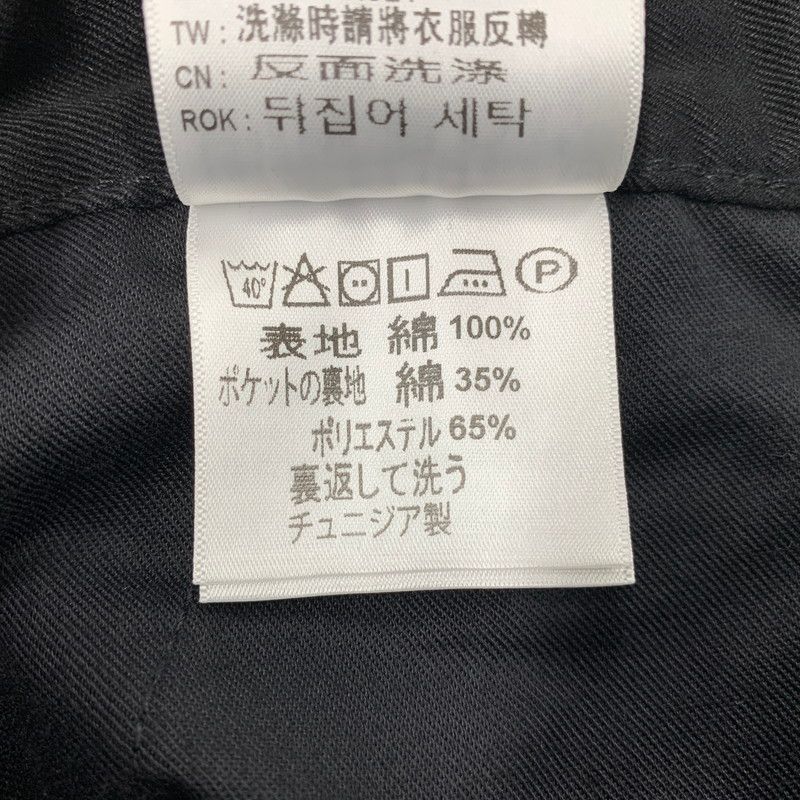 TW: 洗滌時請將衣服反轉
CN: 反面洗涤
ROK: 뒤집어 세탁
40° P
表地 綿 100%
ポケットの裏地 綿 35%
ポリエステル 65%
裏返して洗う
チュニジア製